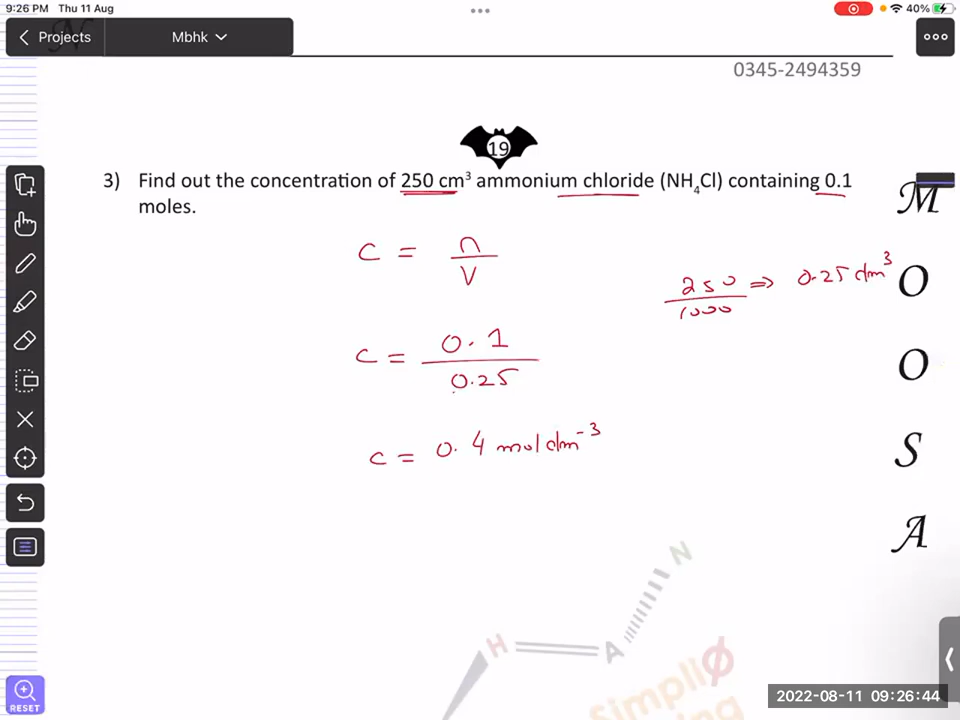 9:26 PM Thu 11 Aug
40%
Projects
Mbhk
0345-2494359
19
3) Find out the concentration of 250 cm³ ammonium chloride (NH₄Cl) containing 0.1
moles.
C = n/V
250/1000 ⇒ 0.25 dm³
C = 0.1/0.25
C = 0.4 mol dm⁻³
M
O
O
S
A
N
H
A
Simpli
RESET
2022-08-11 09:26:44